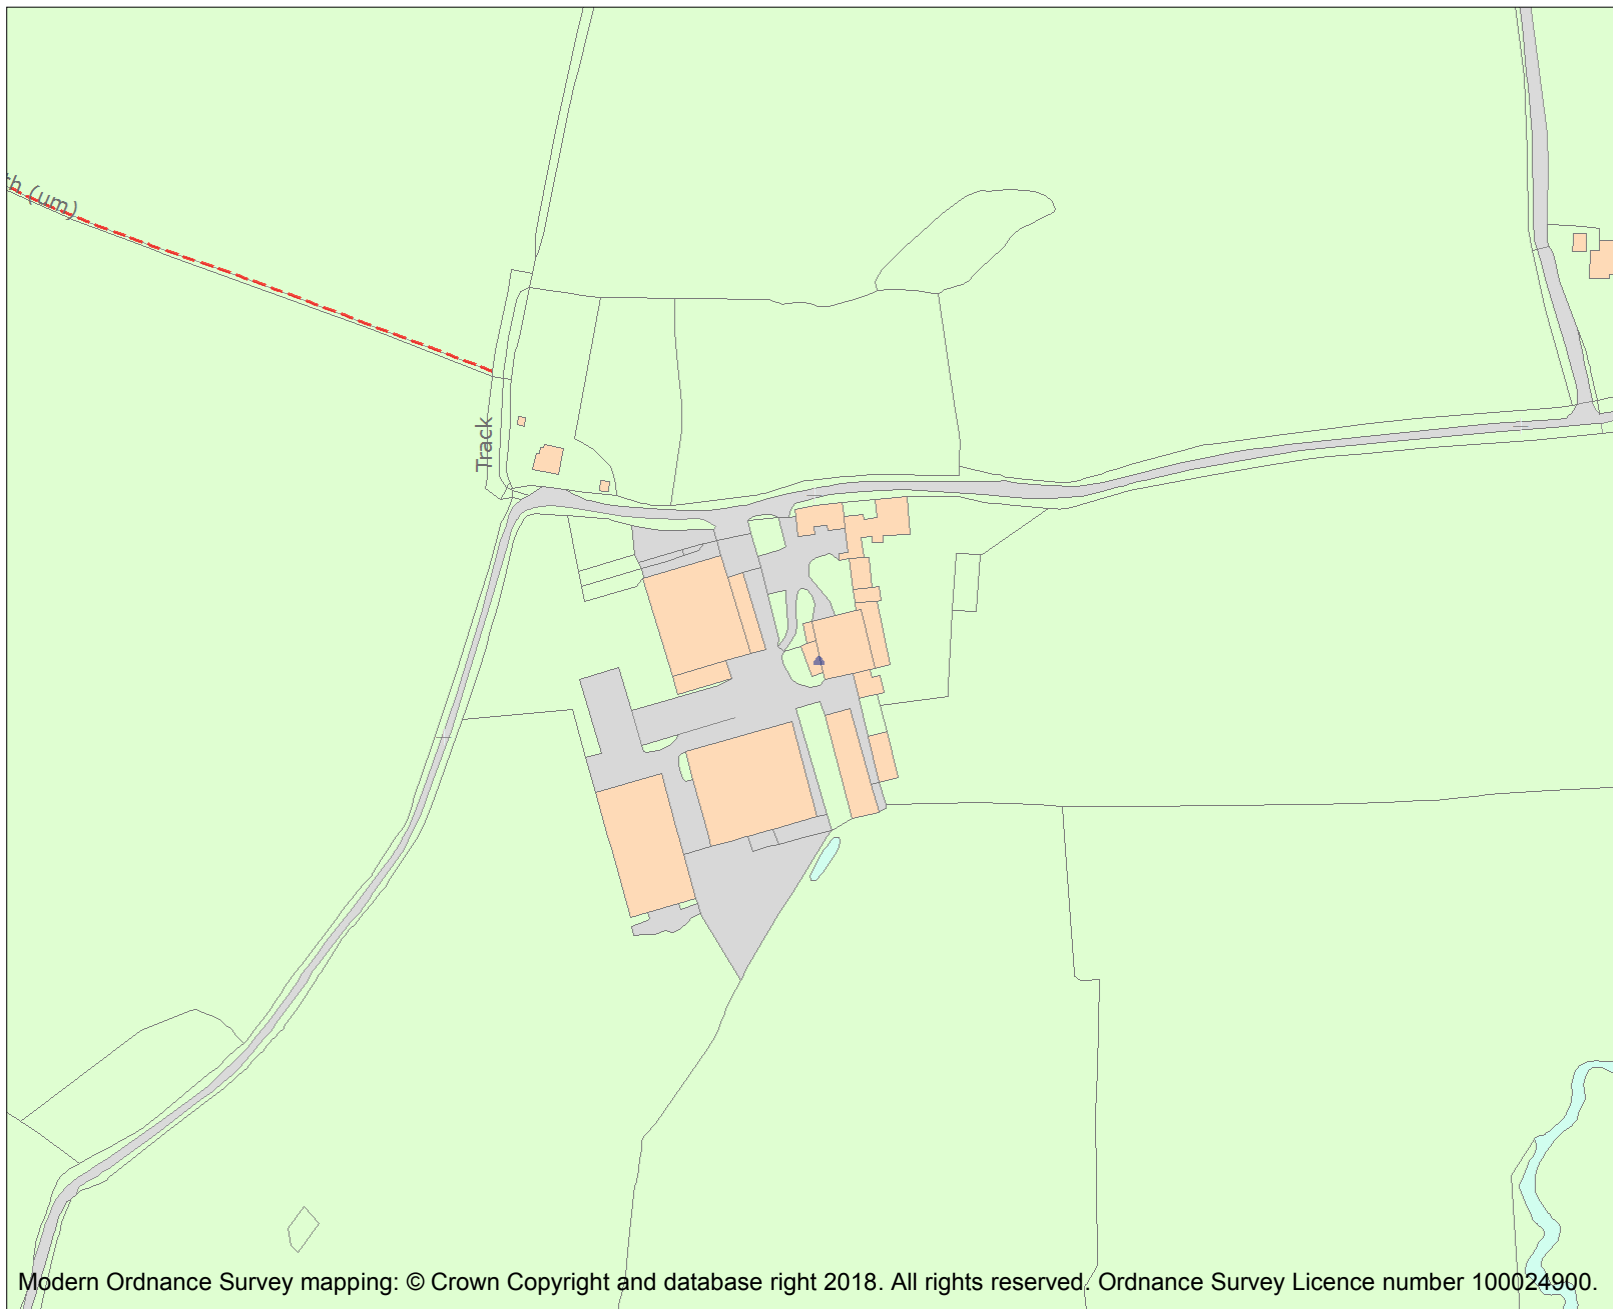 (um)
Track
Modern Ordnance Survey mapping: © Crown Copyright and database right 2018. All rights reserved. Ordnance Survey Licence number 100024900.